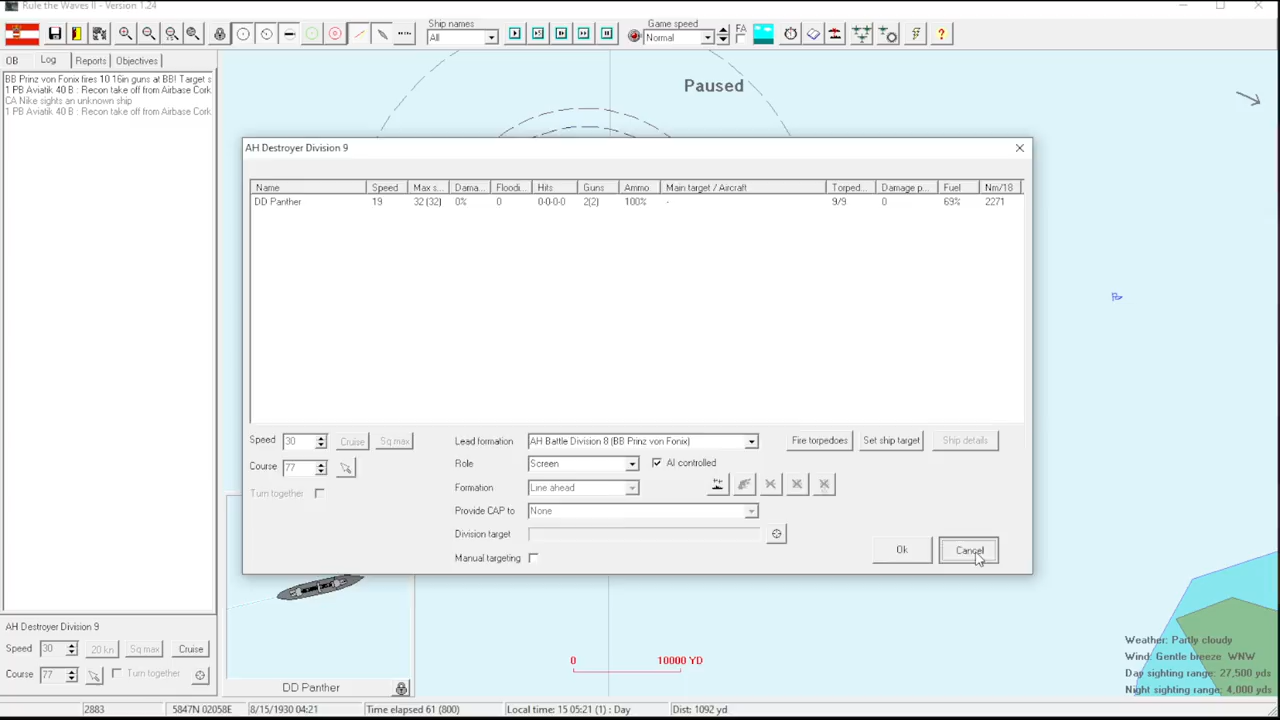 Rule the Waves II - Version 1.24
Ship names
All
Game speed
Normal
FA
OB Log Reports Objectives
BB Prinz von Fonix fires 10 16in guns at BB! Target s
1 PB Aviatik 40 B : Recon take off from Airbase Cork
CA Nike sights an unknown ship
1 PB Aviatik 40 B : Recon take off from Airbase Cork
Paused
AH Destroyer Division 9
Name Speed Max s... Dama... Floodi... Hits Guns Ammo Main target / Aircraft Torped... Damage p... Fuel Nm/18
DD Panther 19 32 (32) 0% 0 0-0-0-0 2(2) 100% - 9/9 0 69% 2271
Speed 30 Cruise Sq max
Course 77
Turn together
Lead formation AH Battle Division 8 (BB Prinz von Fonix)
Role Screen AI controlled
Formation Line ahead
Provide CAP to None
Division target
Manual targeting
Fire torpedoes Set ship target Ship details
Ok Cancel
AH Destroyer Division 9
Speed 30 20 kn Sq max Cruise
Course 77 Turn together
DD Panther
0 10000 YD
Weather: Partly cloudy
Wind: Gentle breeze WNW
Day sighting range: 27,500 yds
Night sighting range: 4,000 yds
2883 5847N 02058E 8/15/1930 04:21 Time elapsed 61 (800) Local time: 15 05:21 (1) : Day Dist: 1092 yd